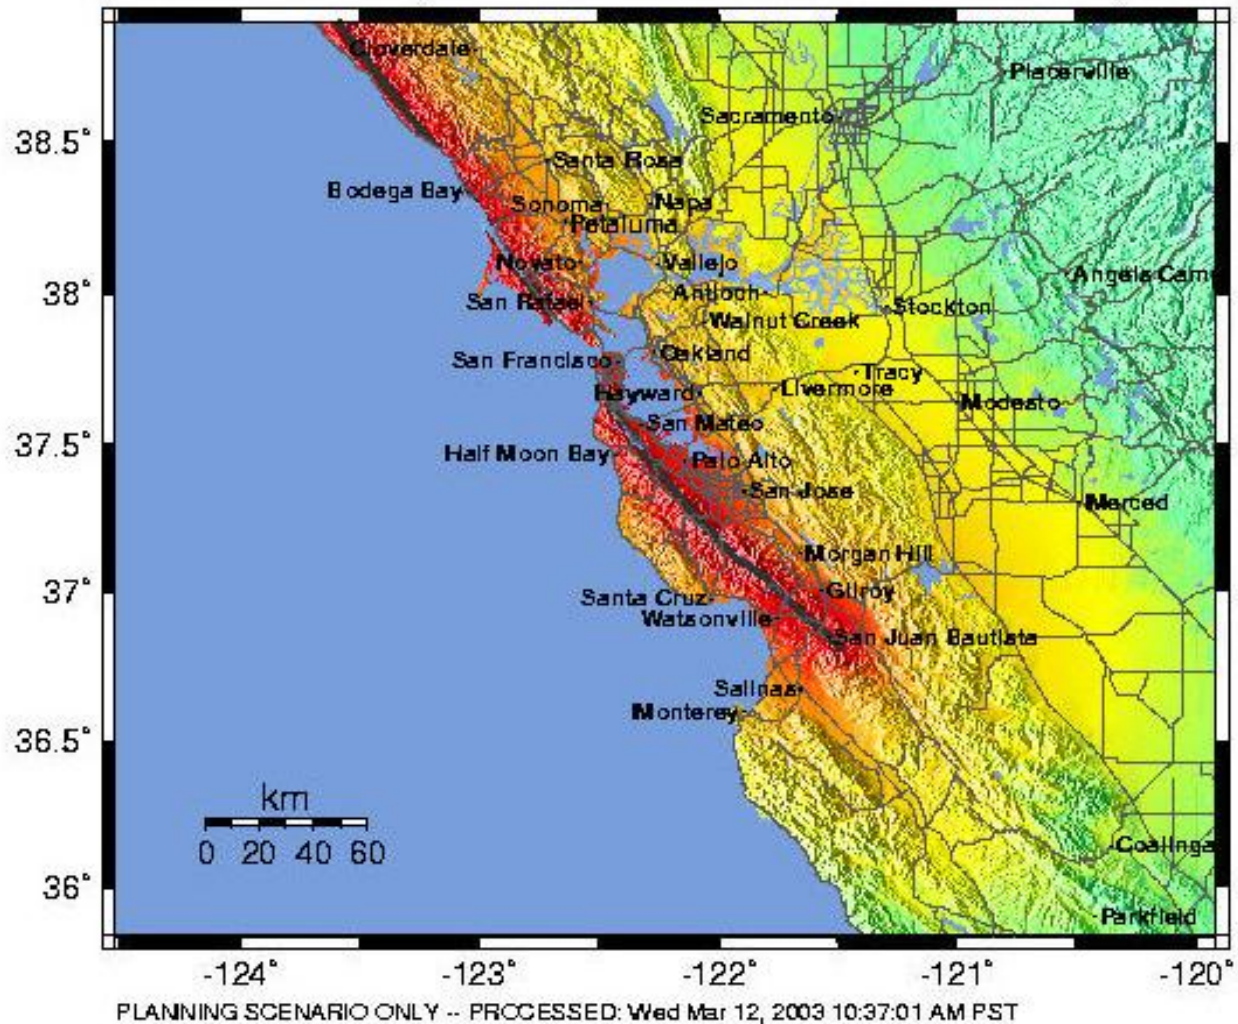 Cloverdale
Placerville
Sacramento
38.5°
Santa Rosa
Bodega Bay
Sonoma
Napa
Petaluma
Novato
Vallejo
Angels Cam
38°
Antioch
San Rafael
Stockton
Walnut Creek
San Francisco
Oakland
Tracy
Hayward
Livermore
Modesto
San Mateo
37.5°
Half Moon Bay
Palo Alto
San Jose
Merced
Morgan Hill
37°
Santa Cruz
Gilroy
Watsonville
San Juan Bautista
Salinas
Monterey
36.5°
km
0 20 40 60
Coalinga
36°
Parkfield
-124° -123° -122° -121° -120°
PLANNING SCENARIO ONLY -- PROCESSED: Wed Mar 12, 2003 10:37:01 AM PST